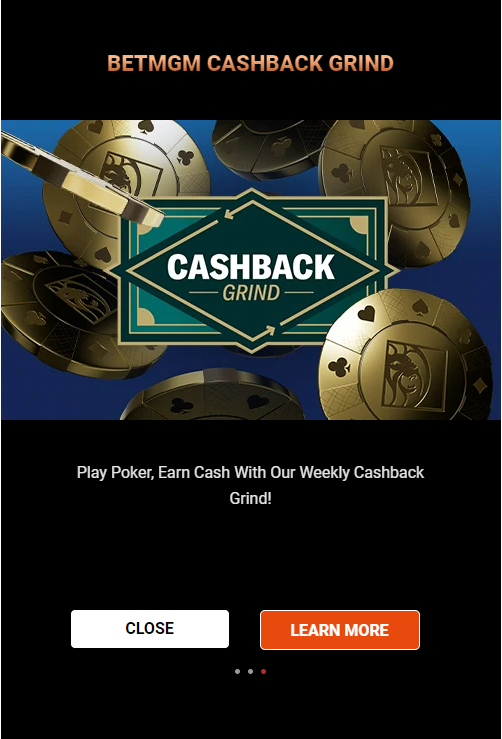 BETMGM CASHBACK GRIND
CASHBACK
GRIND
Play Poker, Earn Cash With Our Weekly Cashback
Grind!
CLOSE
LEARN MORE